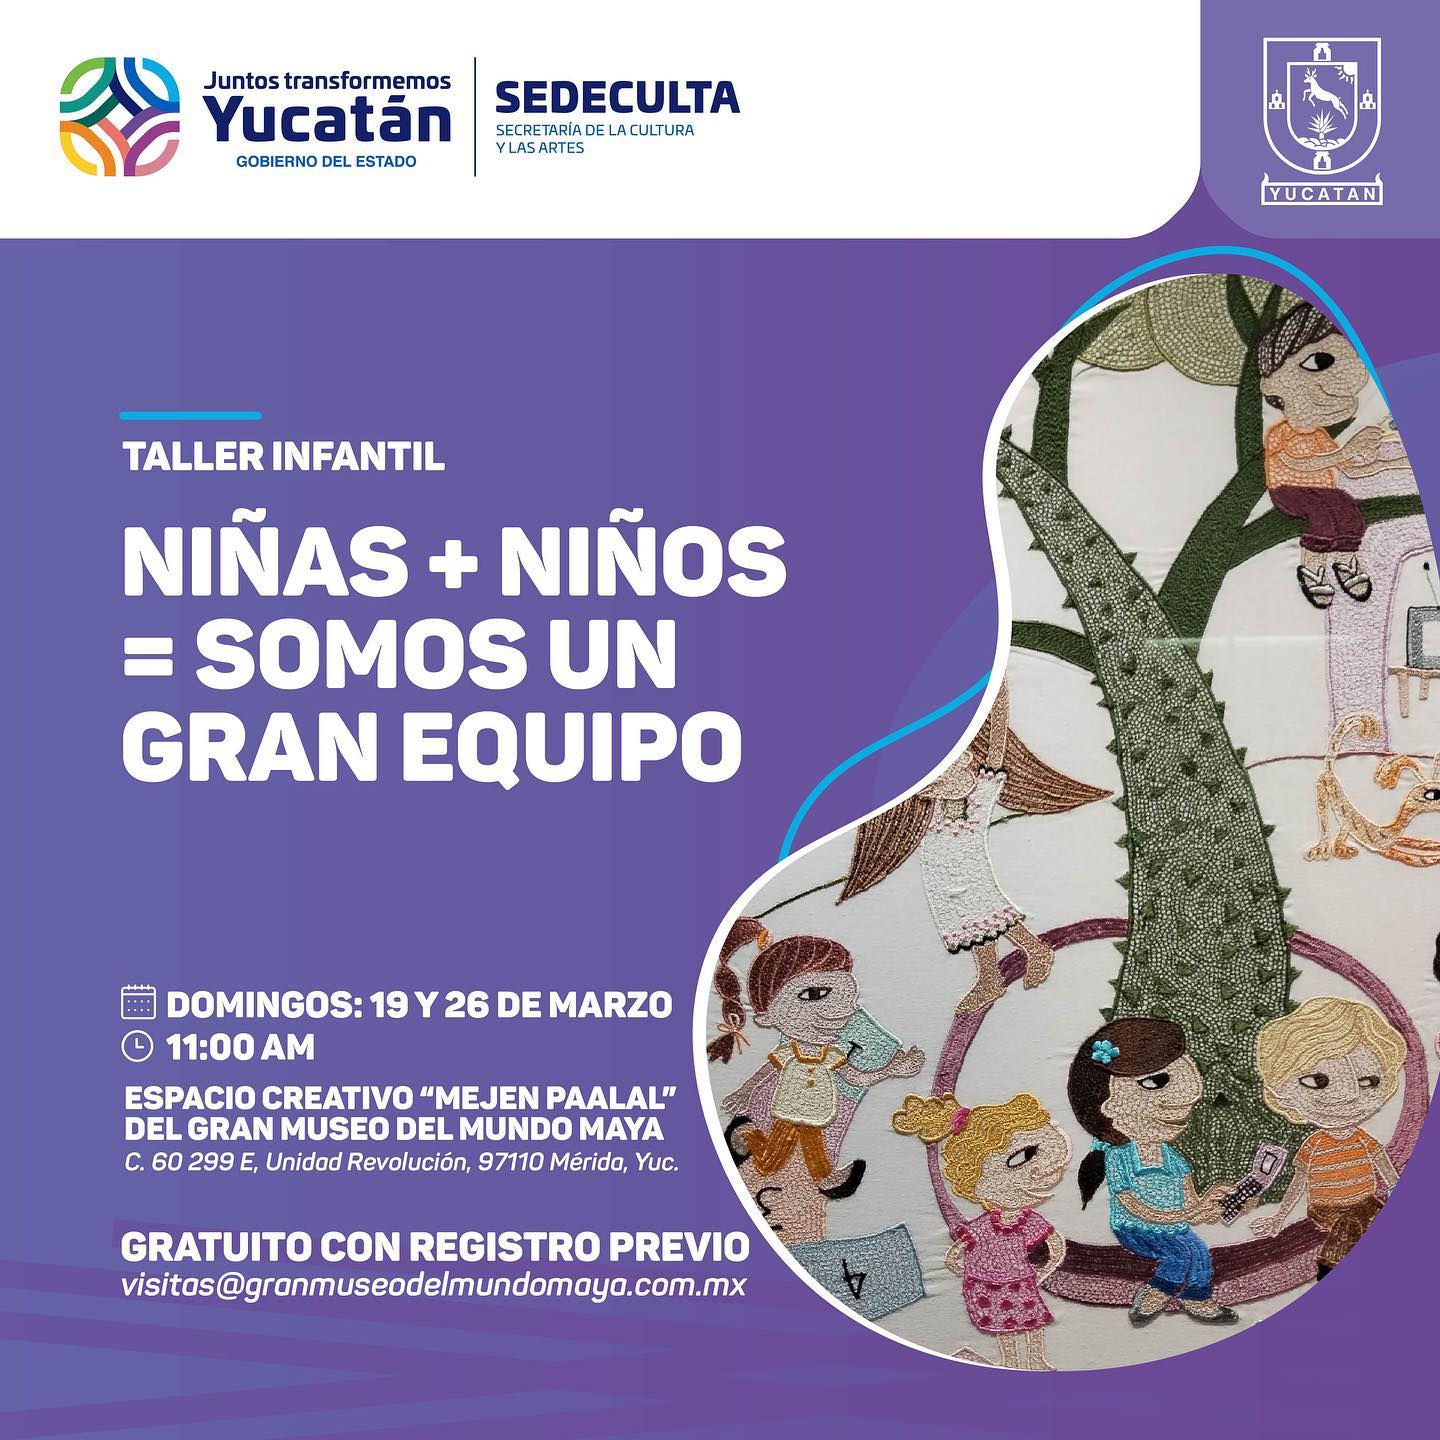 Juntos transformemos
Yucatán
GOBIERNO DEL ESTADO
SEDECULTA
SECRETARÍA DE LA CULTURA
Y LAS ARTES
YUCATAN
TALLER INFANTIL
NIÑAS + NIÑOS
= SOMOS UN
GRAN EQUIPO
DOMINGOS: 19 Y 26 DE MARZO
11:00 AM
ESPACIO CREATIVO “MEJEN PAALAL”
DEL GRAN MUSEO DEL MUNDO MAYA
C. 60 299 E, Unidad Revolución, 97110 Mérida, Yuc.
GRATUITO CON REGISTRO PREVIO
visitas@granmuseodelmundomaya.com.mx
4